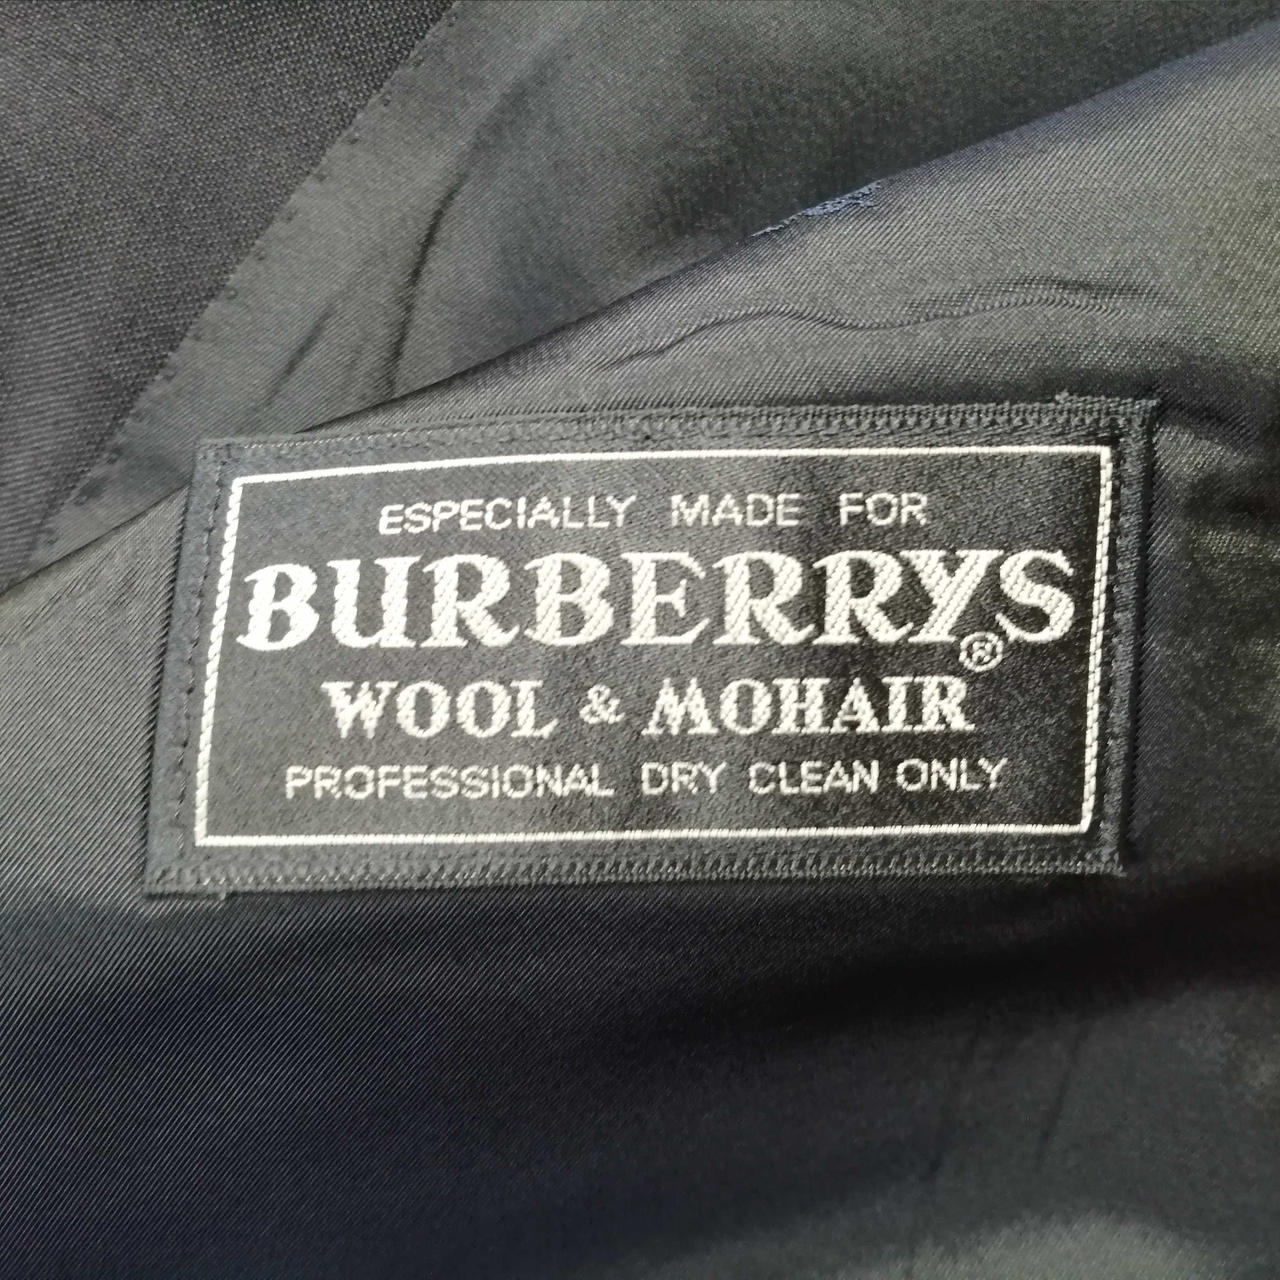 ESPECIALLY MADE FOR
BURBERRYS®
WOOL & MOHAIR
PROFESSIONAL DRY CLEAN ONLY